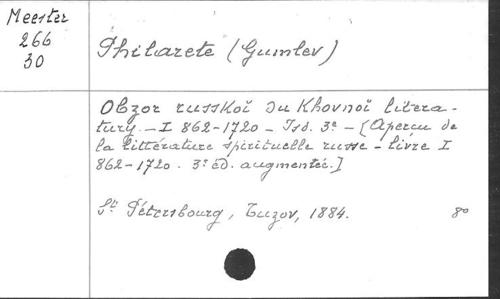 Meester
266
30
Philarete (Gumlev)
Obzor russkoï duKhovnoï litera-
tury. — I 862-1720 — Isd. 3e — [Aperçu de
la littérature spirituelle russe - livre I
862-1720. 3e éd. augmentée.]
St Pétersbourg, Tuzov, 1884. 8o